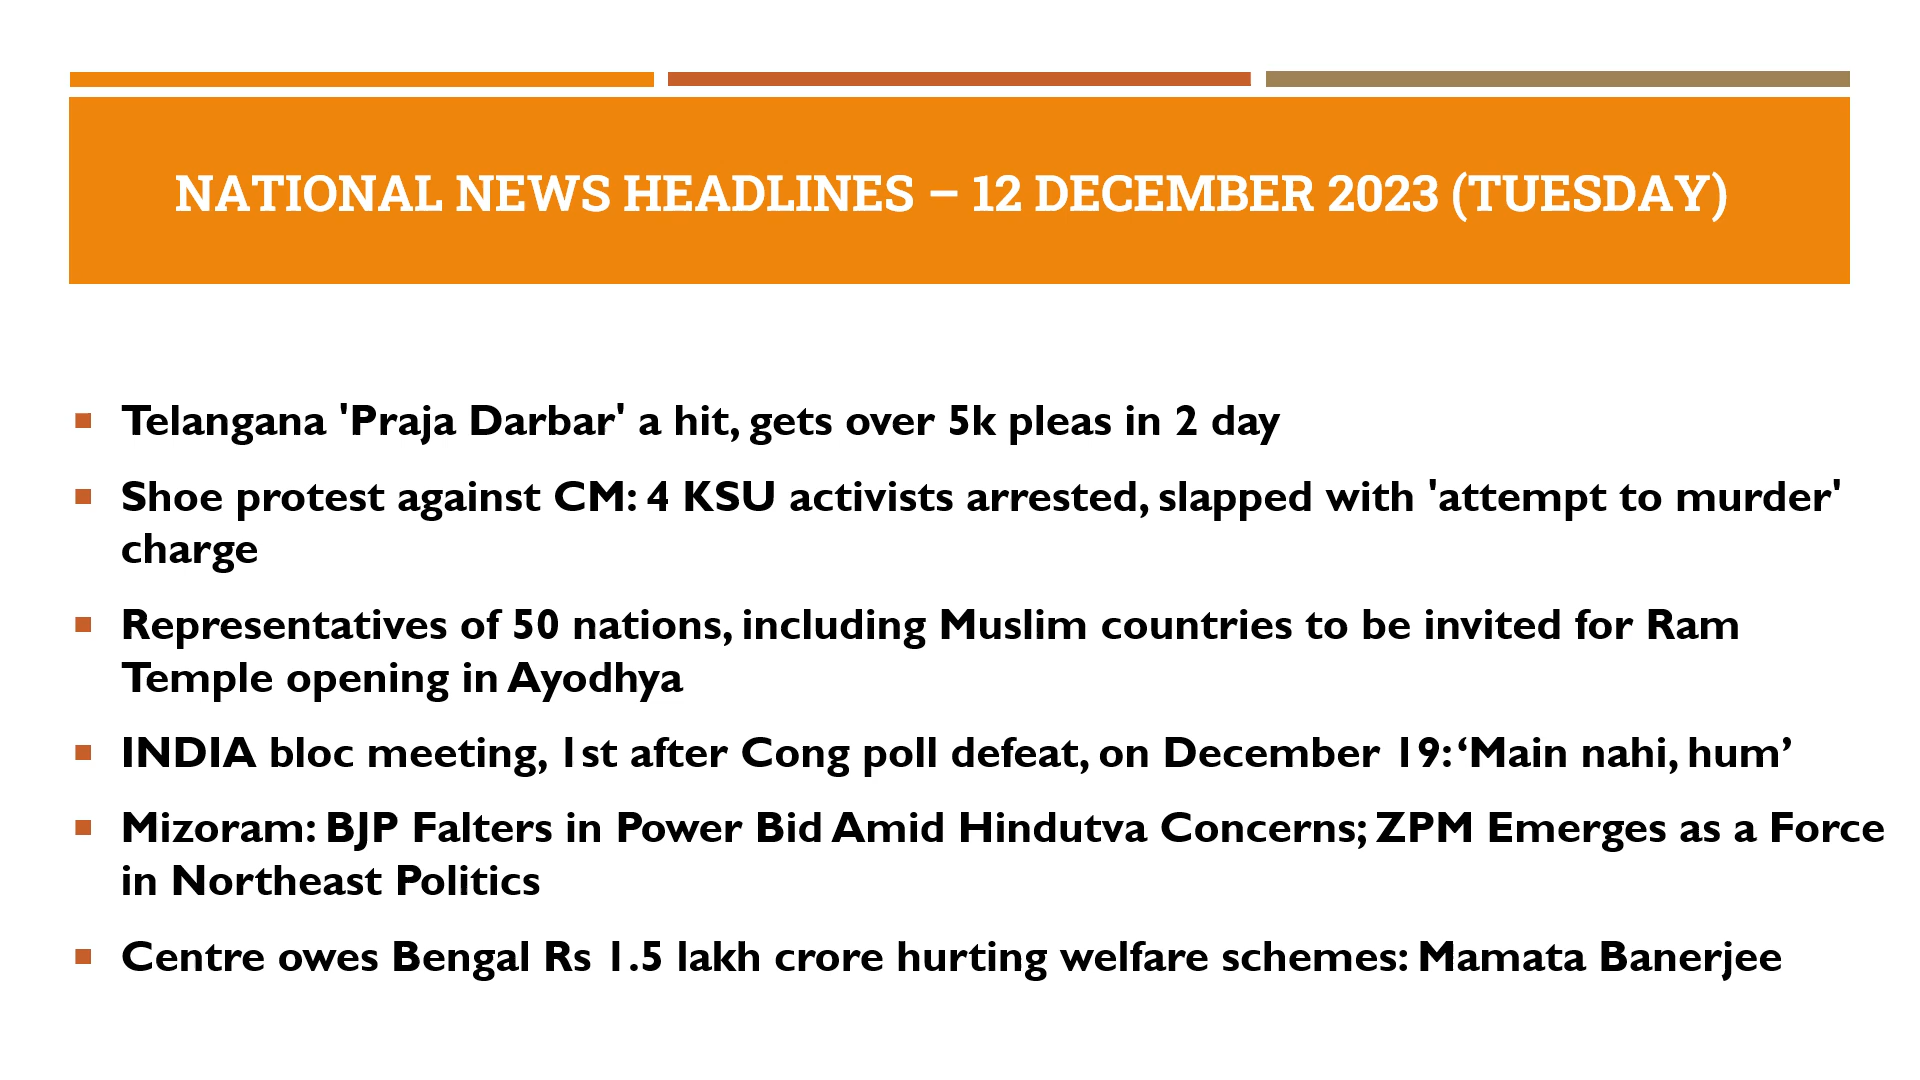 NATIONAL NEWS HEADLINES – 12 DECEMBER 2023 (TUESDAY)
Telangana 'Praja Darbar' a hit, gets over 5k pleas in 2 day
Shoe protest against CM: 4 KSU activists arrested, slapped with 'attempt to murder'
charge
Representatives of 50 nations, including Muslim countries to be invited for Ram
Temple opening in Ayodhya
INDIA bloc meeting, 1st after Cong poll defeat, on December 19: ‘Main nahi, hum’
Mizoram: BJP Falters in Power Bid Amid Hindutva Concerns; ZPM Emerges as a Force
in Northeast Politics
Centre owes Bengal Rs 1.5 lakh crore hurting welfare schemes: Mamata Banerjee